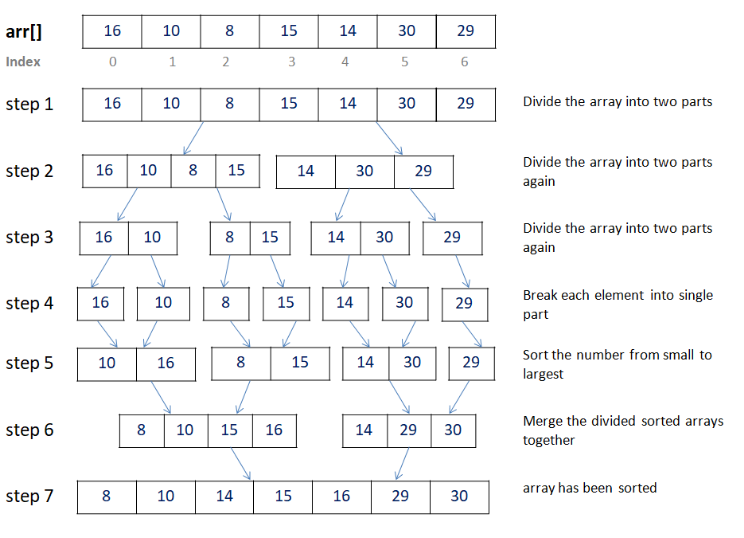 arr[] 16 10 8 15 14 30 29
Index 0 1 2 3 4 5 6
step 1 16 10 8 15 14 30 29 Divide the array into two parts
step 2 16 10 8 15 14 30 29 Divide the array into two parts
again
step 3 16 10 8 15 14 30 29 Divide the array into two parts
again
step 4 16 10 8 15 14 30 29 Break each element into single
part
step 5 10 16 8 15 14 30 29 Sort the number from small to
largest
step 6 8 10 15 16 14 29 30 Merge the divided sorted arrays
together
step 7 8 10 14 15 16 29 30 array has been sorted